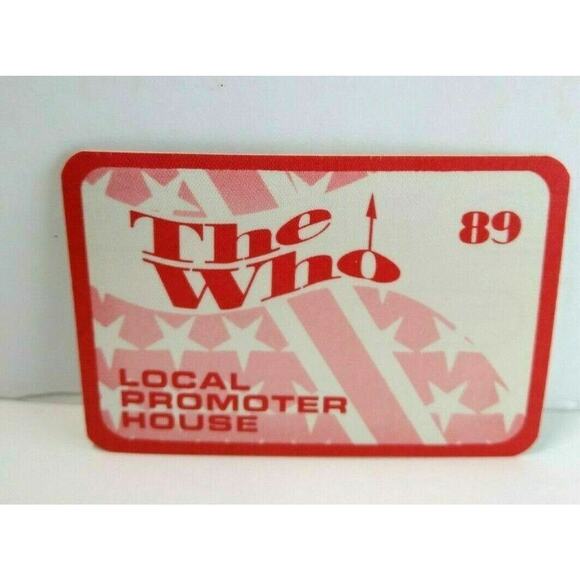 The
Who
89
LOCAL
PROMOTER
HOUSE